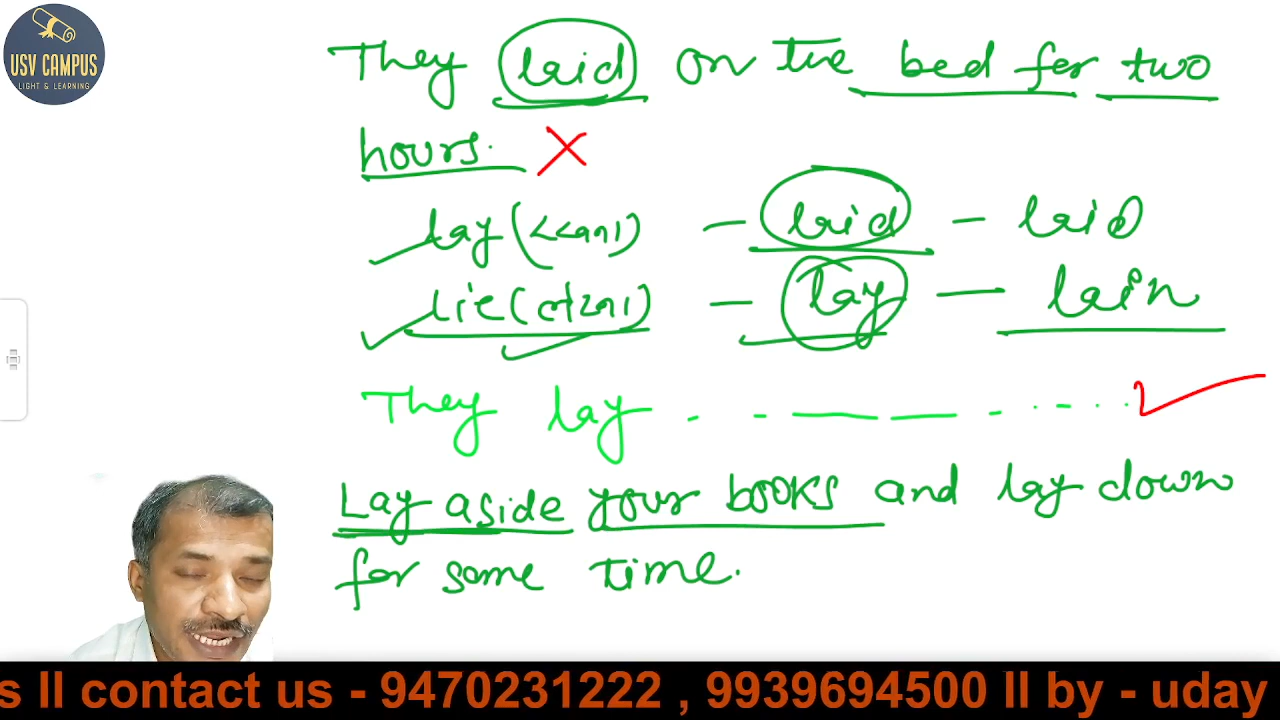 USV CAMPUS
LIGHT & LEARNING
They laid on the bed for two
hours. ✗
lay (रखना) – laid – laid
lie (लेटना) – lay – lain
They lay - - — — - · - · · · ✓
Lay aside your books and lay down
for some time.
s II contact us - 9470231222 , 9939694500 II by - uday